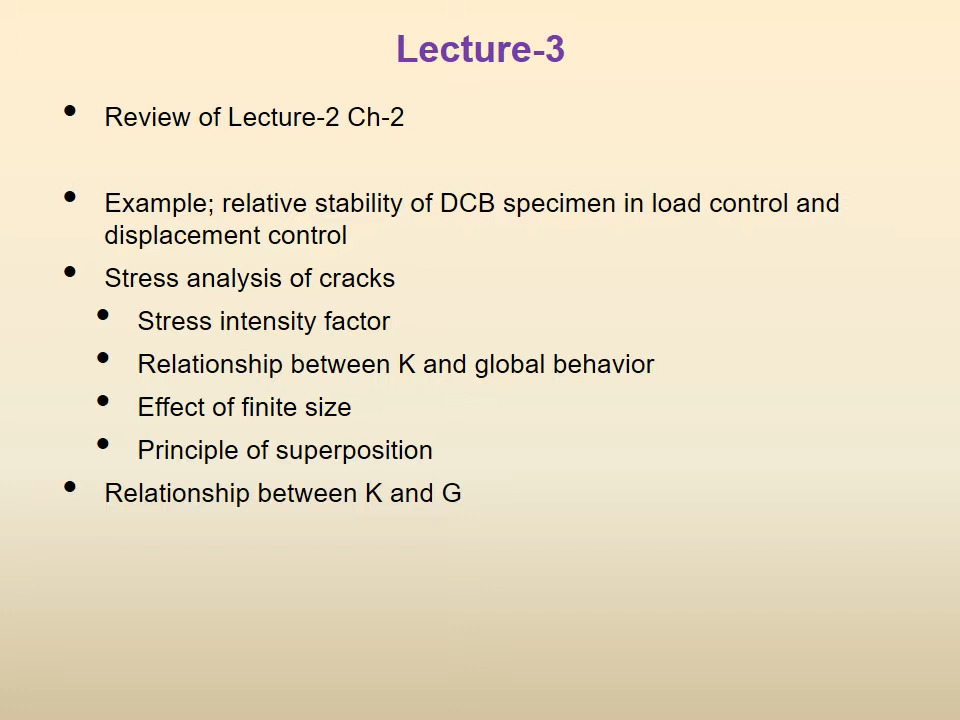 Lecture-3
• Review of Lecture-2 Ch-2
• Example; relative stability of DCB specimen in load control and
displacement control
• Stress analysis of cracks
• Stress intensity factor
• Relationship between K and global behavior
• Effect of finite size
• Principle of superposition
• Relationship between K and G